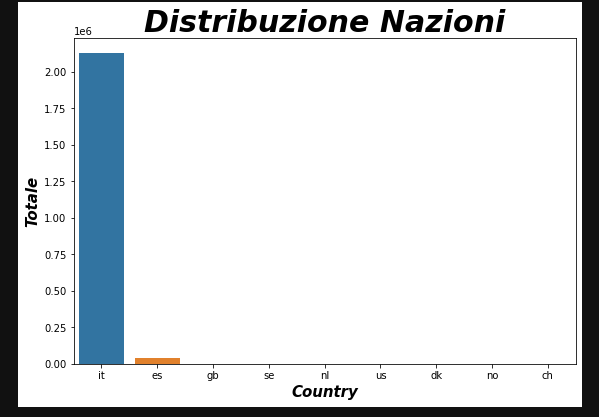 Distribuzione Nazioni
1e6
2.00
1.75
1.50
1.25
1.00
0.75
0.50
0.25
0.00
Totale
it es gb se nl us dk no ch
Country